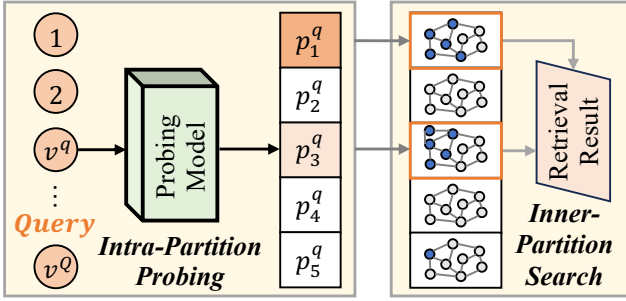 1
2
v^q
⋮
Query
v^Q
Probing
Model
Intra-Partition
Probing
p_1^q
p_2^q
p_3^q
p_4^q
p_5^q
Retrieval
Result
Inner-
Partition
Search